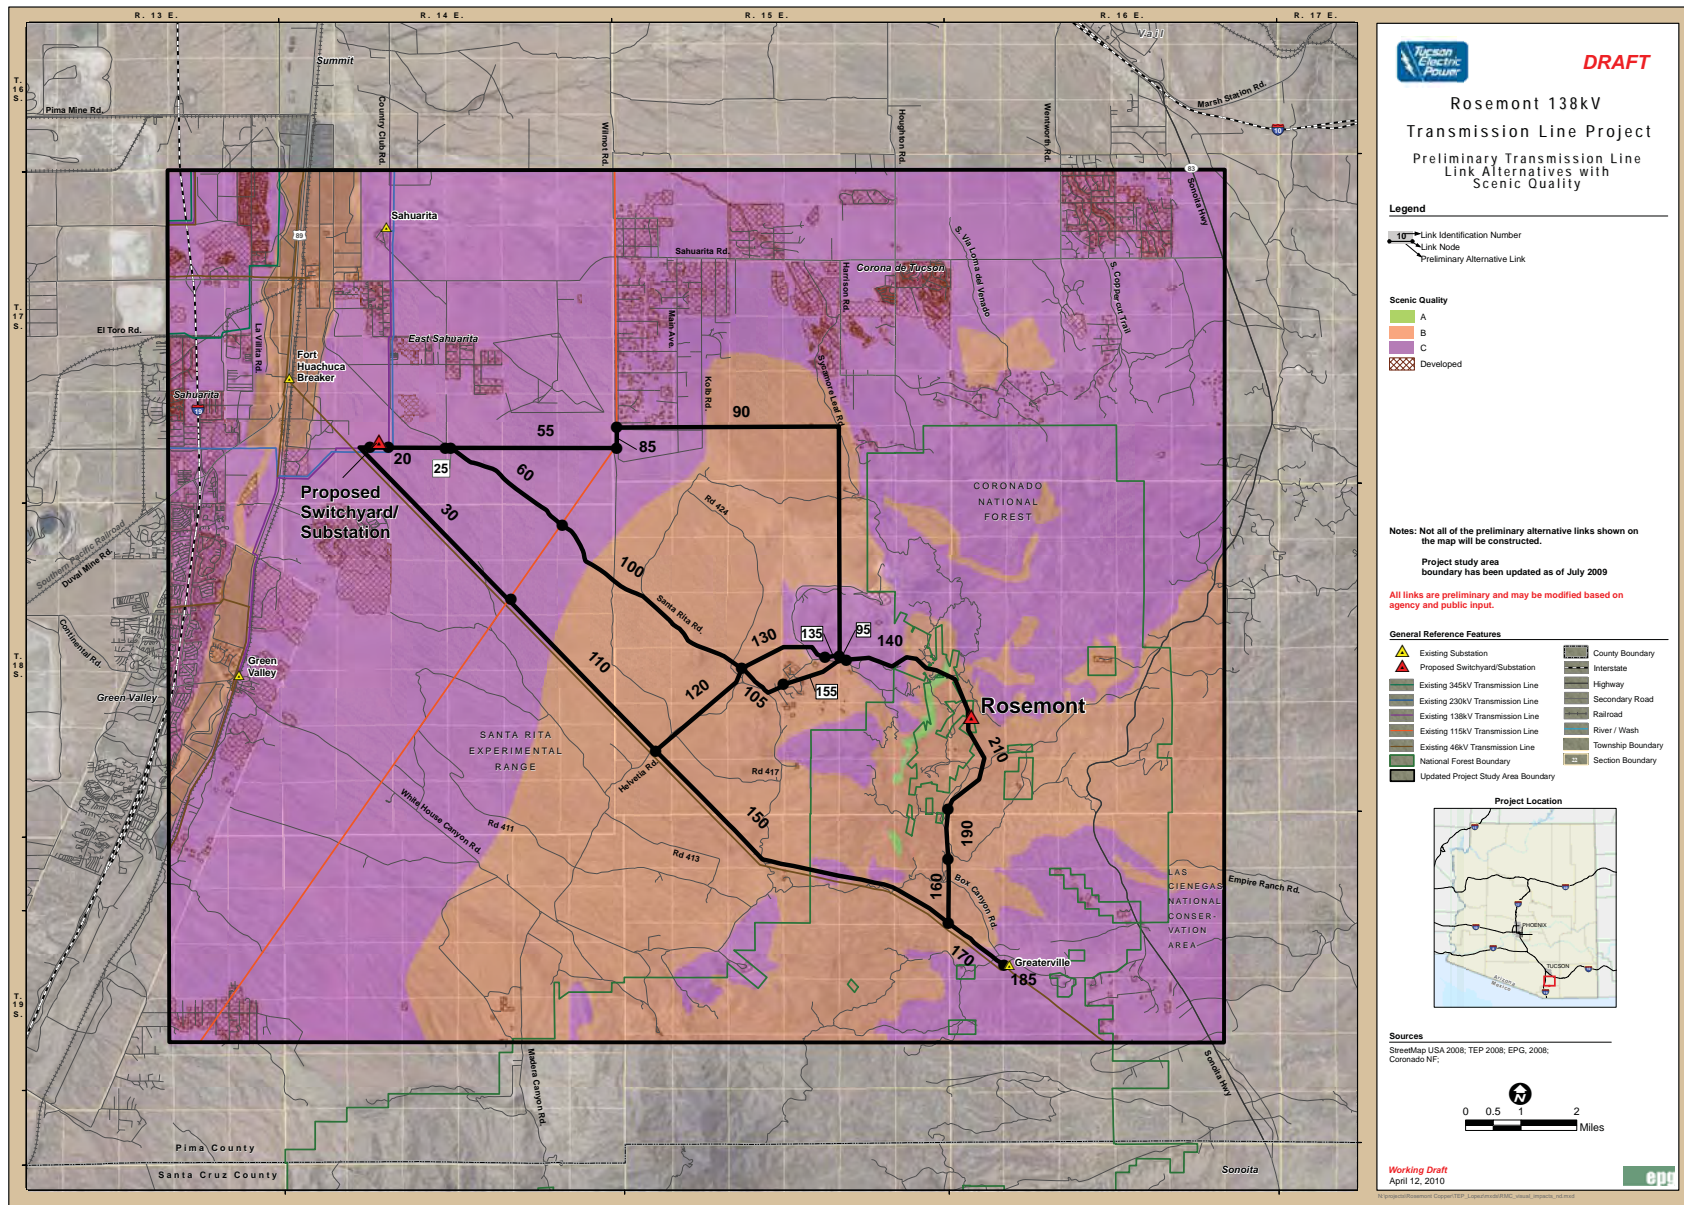 R. 13 E.
R. 14 E.
R. 15 E.
R. 16 E.
R. 17 E.
T.
16
S.
T.
17
S.
T.
18
S.
T.
19
S.
Summit
Vail
Pima Mine Rd.
Country Club Rd.
Wilmot Rd.
Houghton Rd.
Wentworth Rd.
Marsh Station Rd.
10
83
Sonoita Hwy
Sahuarita
89
Sahuarita Rd.
Corona de Tucson
Harrison Rd.
S. Via Loma del Venado
S. Coppercut Trail
El Toro Rd.
La Villita Rd.
East Sahuarita
Main Ave.
Fort
Huachuca
Breaker
Kolb Rd.
Sycamore Leaf Rd.
Sahuarita
19
90
55
85
20
25
60
Proposed
Switchyard/
Substation
30
Rd 424
CORONADO
NATIONAL
FOREST
Southern Pacific Railroad
Duval Mine Rd.
100
Santa Rita Rd.
Continental Rd.
130
135
95
140
Green
Valley
110
120
105
155
Green Valley
Rosemont
SANTA RITA
EXPERIMENTAL
RANGE
210
Helvetia Rd.
Rd 417
White House Canyon Rd.
Rd 411
150
190
Rd 413
160
Box Canyon Rd.
LAS
CIENEGAS
NATIONAL
CONSER-
VATION
AREA
Empire Ranch Rd.
170
Greaterville
185
Madera Canyon Rd.
Sonoita Hwy
Pima County
Santa Cruz County
Sonoita
Tucson
Electric
Power
DRAFT
Rosemont 138kV
Transmission Line Project
Preliminary Transmission Line
Link Alternatives with
Scenic Quality
Legend
10
Link Identification Number
Link Node
Preliminary Alternative Link
Scenic Quality
A
B
C
Developed
Notes: Not all of the preliminary alternative links shown on
the map will be constructed.
Project study area
boundary has been updated as of July 2009
All links are preliminary and may be modified based on
agency and public input.
General Reference Features
Existing Substation
Proposed Switchyard/Substation
Existing 345kV Transmission Line
Existing 230kV Transmission Line
Existing 138kV Transmission Line
Existing 115kV Transmission Line
Existing 46kV Transmission Line
National Forest Boundary
Updated Project Study Area Boundary
County Boundary
Interstate
Highway
Secondary Road
Railroad
River / Wash
Township Boundary
Section Boundary
Project Location
PHOENIX
TUCSON
Arizona
Mexico
Sources
StreetMap USA 2008; TEP 2008; EPG, 2008;
Coronado NF;
N
0 0.5 1 2
Miles
Working Draft
April 12, 2010
epg